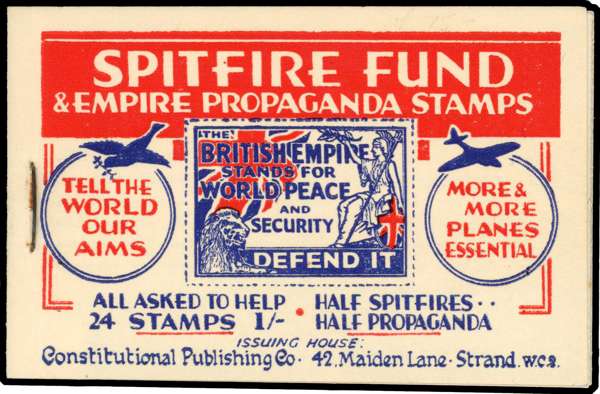 SPITFIRE FUND
& EMPIRE PROPAGANDA STAMPS
TELL THE
WORLD
OUR
AIMS
THE
BRITISH EMPIRE
STANDS FOR
WORLD PEACE
AND
SECURITY
DEFEND IT
MORE &
MORE
PLANES
ESSENTIAL
ALL ASKED TO HELP • HALF SPITFIRES..
24 STAMPS 1/- HALF PROPAGANDA
ISSUING HOUSE:
Constitutional Publishing Co. 42, Maiden Lane. Strand. W.C.2.